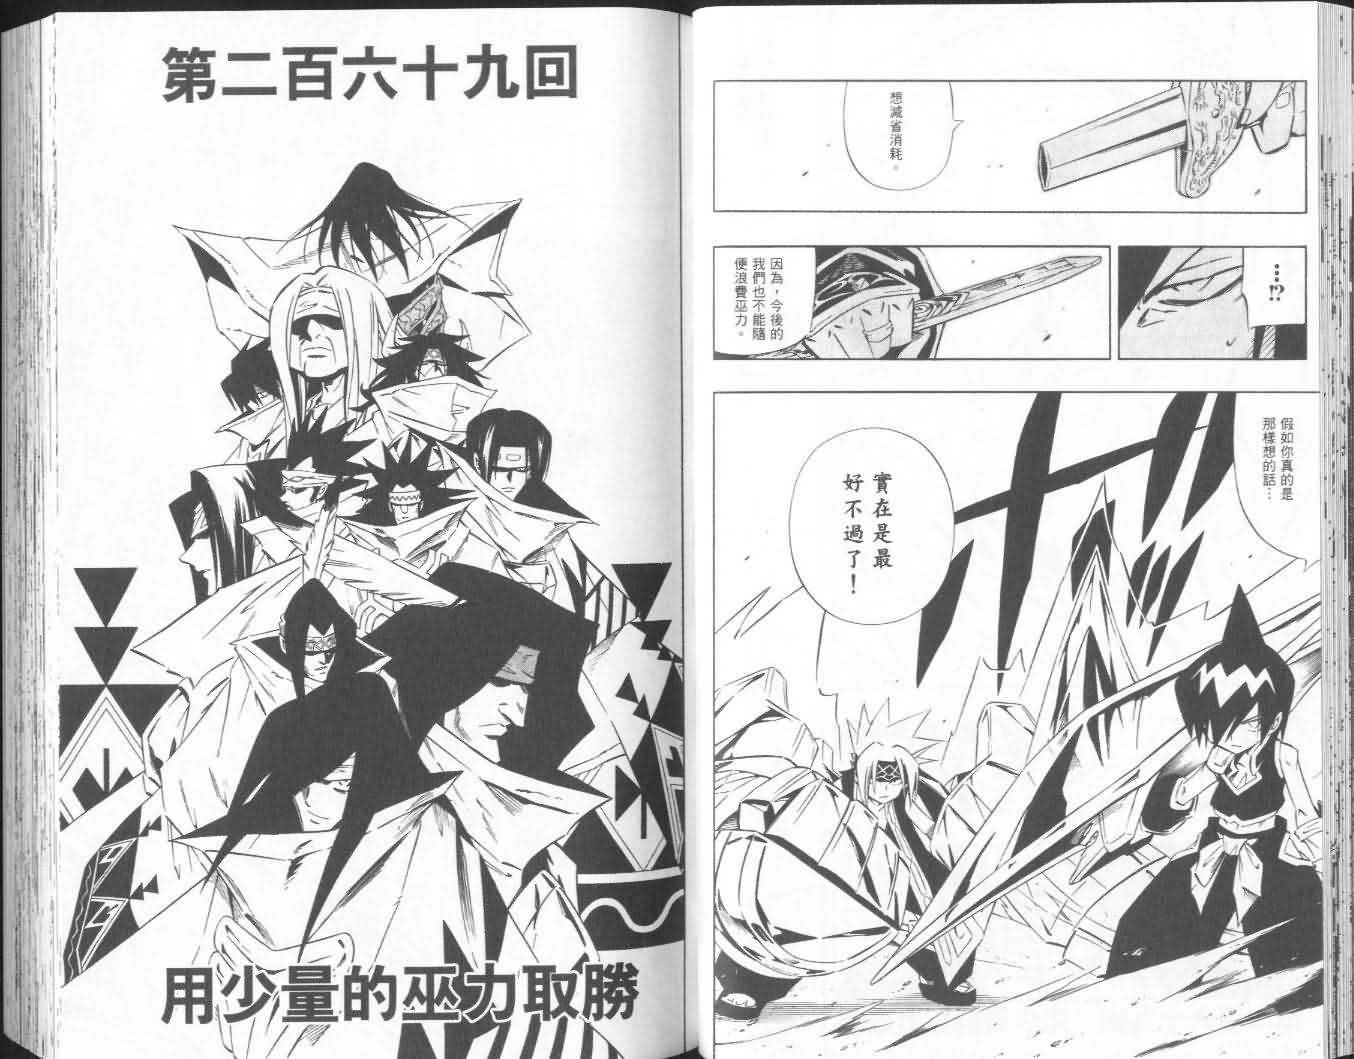 想減省消耗。
…!?
因為，今後的
我們也不能隨
便浪費巫力。
假如你真的是
那樣想的話…
實在是最
好不過了！
第二百六十九回
用少量的巫力取勝